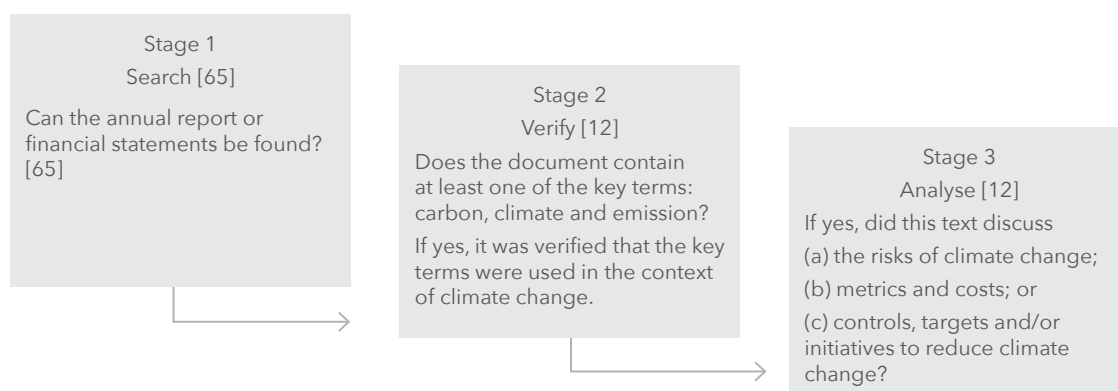 Stage 1
Search [65]
Can the annual report or
financial statements be found?
[65]
Stage 2
Verify [12]
Does the document contain
at least one of the key terms:
carbon, climate and emission?
If yes, it was verified that the key
terms were used in the context
of climate change.
Stage 3
Analyse [12]
If yes, did this text discuss
(a) the risks of climate change;
(b) metrics and costs; or
(c) controls, targets and/or
initiatives to reduce climate
change?